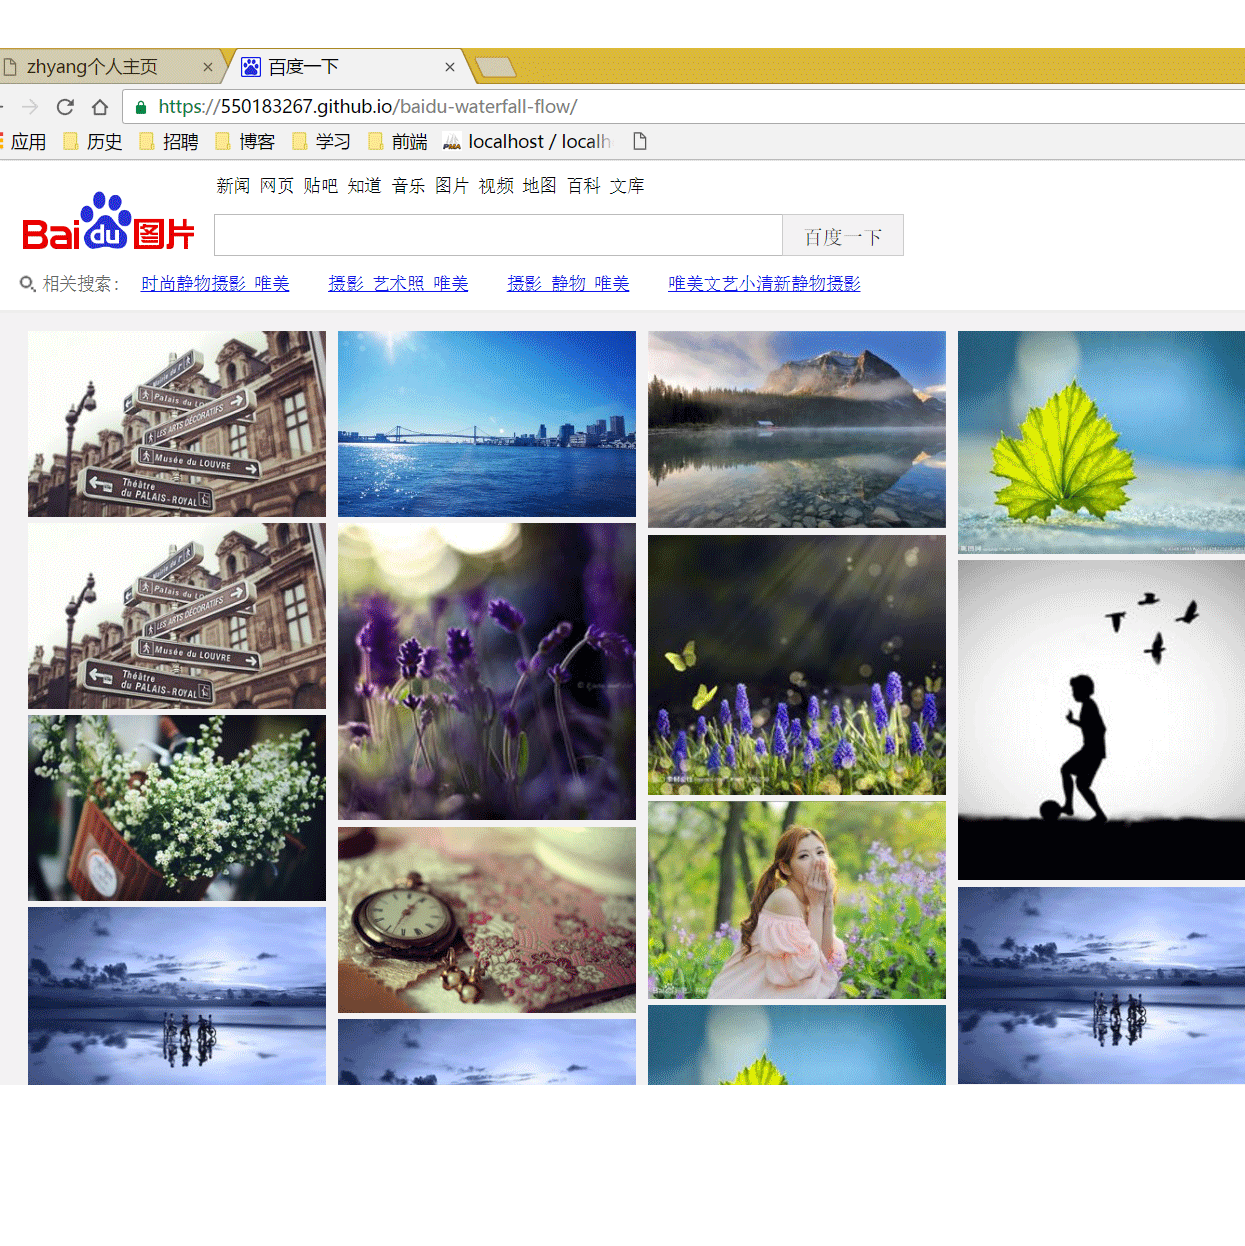 zhyang个人主页 × 百度一下 ×
https://550183267.github.io/baidu-waterfall-flow/
应用 历史 招聘 博客 学习 前端 localhost / localh
新闻 网页 贴吧 知道 音乐 图片 视频 地图 百科 文库
Bai du 图片
百度一下
相关搜索： 时尚静物摄影 唯美 摄影 艺术照 唯美 摄影 静物 唯美 唯美文艺小清新静物摄影
Palais du LO
LES ARTS DÉCORATIFS
Musée du LOUVRE
Théâtre
du PALAIS-ROYAL
Palais du LO
LES ARTS DÉCORATIFS
Musée du LOUVRE
Théâtre
du PALAIS-ROYAL